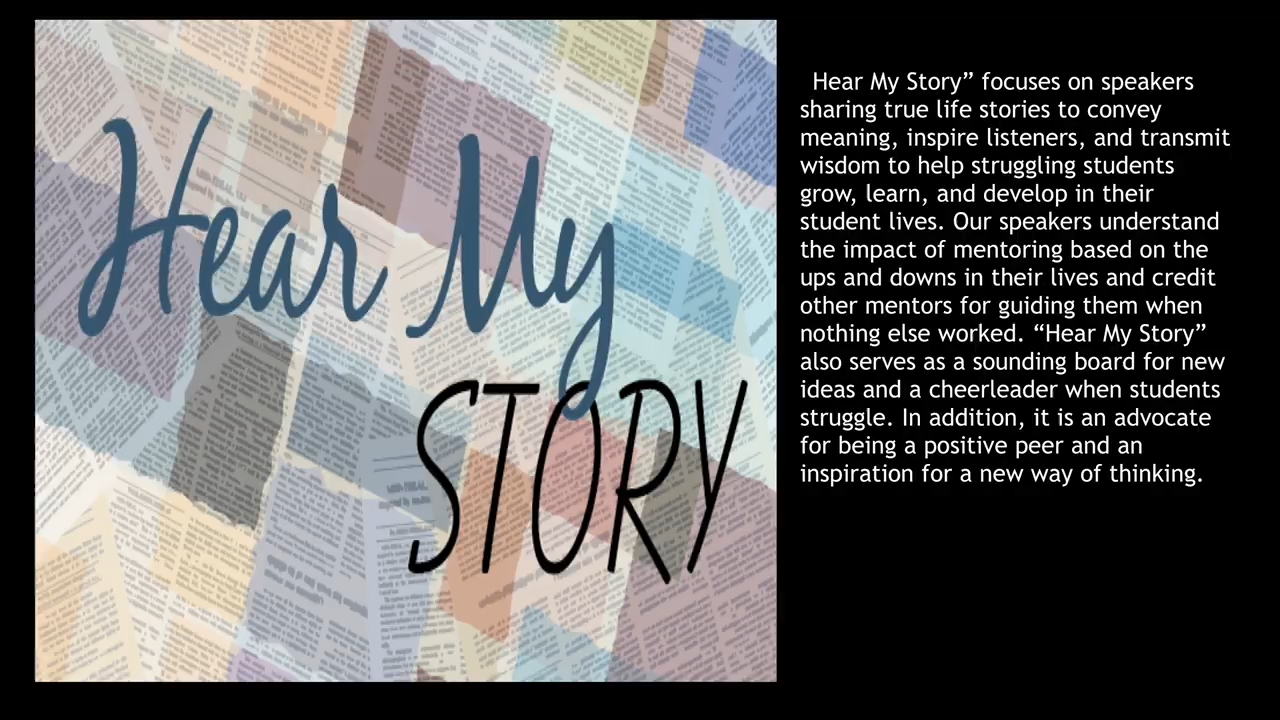 Hear My
STORY
Hear My Story” focuses on speakers
sharing true life stories to convey
meaning, inspire listeners, and transmit
wisdom to help struggling students
grow, learn, and develop in their
student lives. Our speakers understand
the impact of mentoring based on the
ups and downs in their lives and credit
other mentors for guiding them when
nothing else worked. “Hear My Story”
also serves as a sounding board for new
ideas and a cheerleader when students
struggle. In addition, it is an advocate
for being a positive peer and an
inspiration for a new way of thinking.